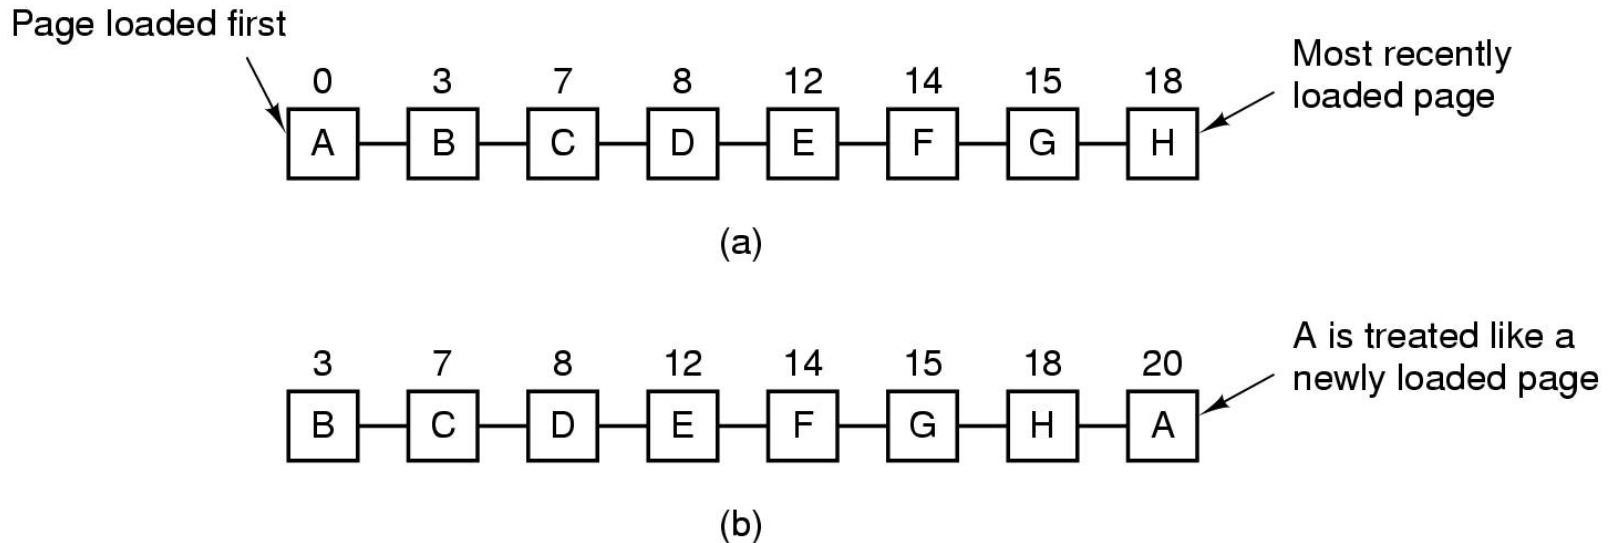 Page loaded first
Most recently
loaded page
0 3 7 8 12 14 15 18
A B C D E F G H
(a)
A is treated like a
newly loaded page
3 7 8 12 14 15 18 20
B C D E F G H A
(b)